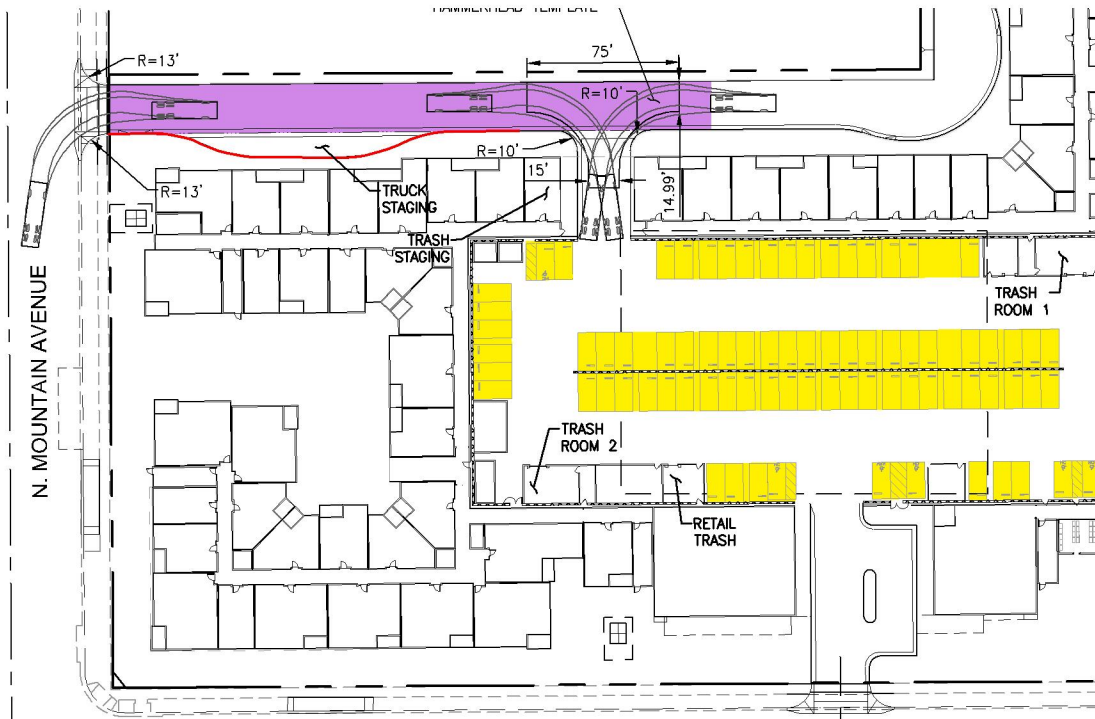 HAMMERHEAD TEMPLATE
75'
R=13'
R=10'
R=10'
15'
14.99'
R=13'
TRUCK
STAGING
TRASH
STAGING
TRASH
ROOM 1
N. MOUNTAIN AVENUE
TRASH
ROOM 2
RETAIL
TRASH